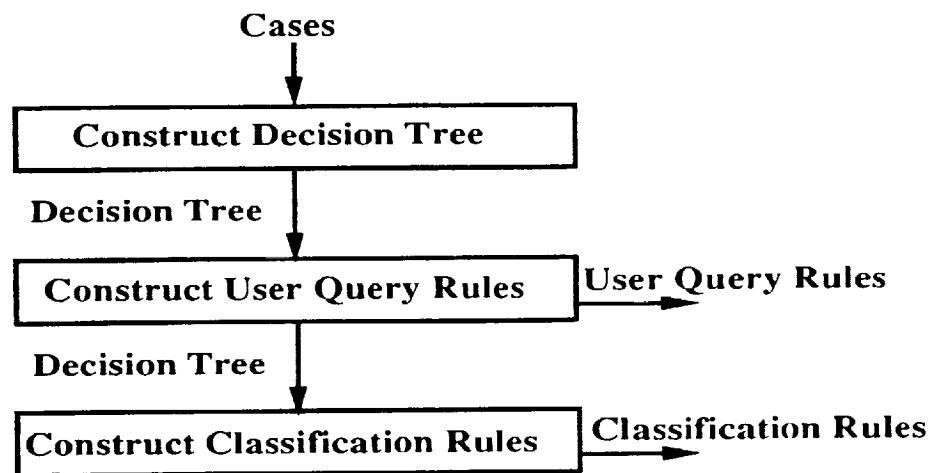 Cases
Construct Decision Tree
Decision Tree
Construct User Query Rules
User Query Rules
Decision Tree
Construct Classification Rules
Classification Rules